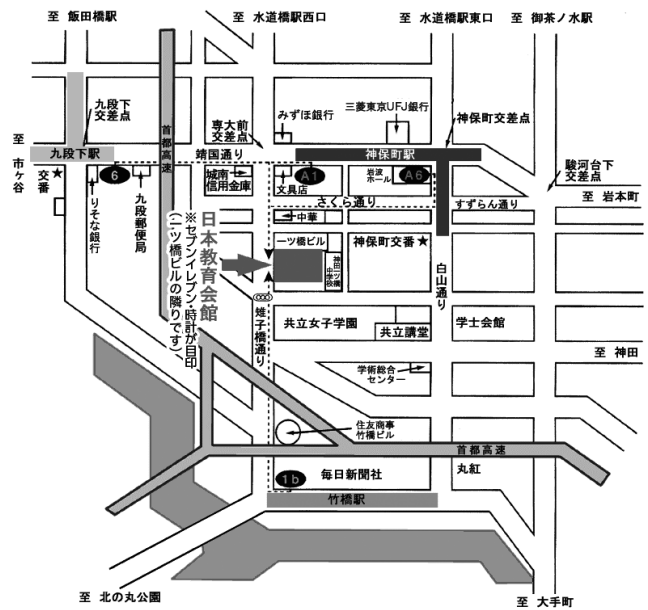 至 飯田橋駅
至 水道橋駅西口
至 水道橋駅東口
至 御茶ノ水駅
九段下
交差点
首都高速
専大前
交差点
みずほ銀行
三菱東京UFJ銀行
神保町交差点
至 市ヶ谷
九段下駅
靖国通り
神保町駅
駿河台下
交差点
交番
6
城南
信用金庫
文具店
A1
岩波
ホール
A6
至 岩本町
りそな銀行
九段郵便局
さくら通り
すずらん通り
中華
日本教育会館
※セブンイレブン・時計が目印
(一ツ橋ビルの隣りです)
一ツ橋ビル
神保町交番
神田一ツ橋
中学校
白山通り
雉子橋通り
共立女子学園
共立講堂
学士会館
至 神田
学術総合
センター
住友商事
竹橋ビル
首都高速
丸紅
毎日新聞社
1b
竹橋駅
至 北の丸公園
至 大手町